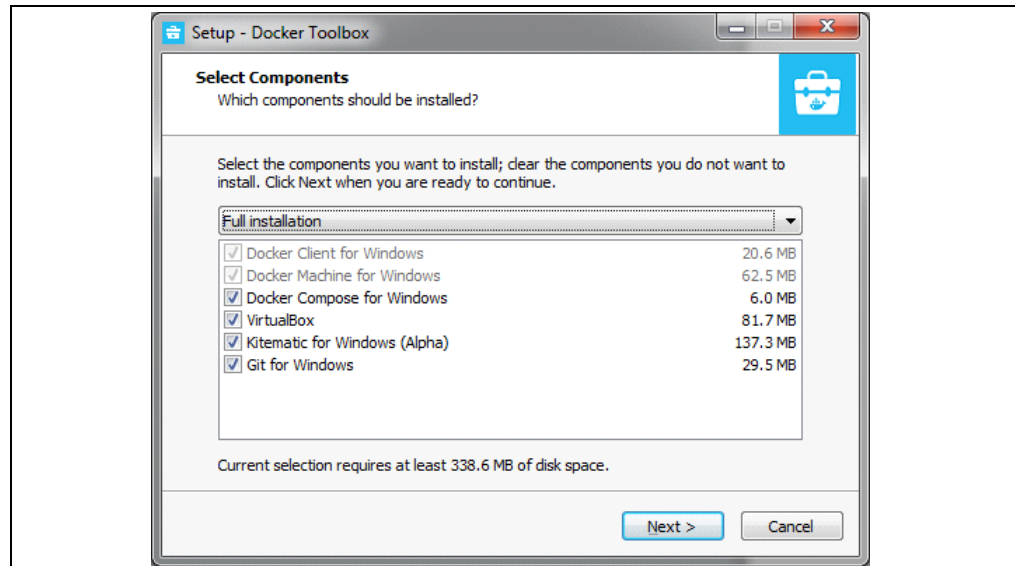 Setup - Docker Toolbox
Select Components
Which components should be installed?
Select the components you want to install; clear the components you do not want to
install. Click Next when you are ready to continue.
Full installation
Docker Client for Windows 20.6 MB
Docker Machine for Windows 62.5 MB
Docker Compose for Windows 6.0 MB
VirtualBox 81.7 MB
Kitematic for Windows (Alpha) 137.3 MB
Git for Windows 29.5 MB
Current selection requires at least 338.6 MB of disk space.
Next > Cancel